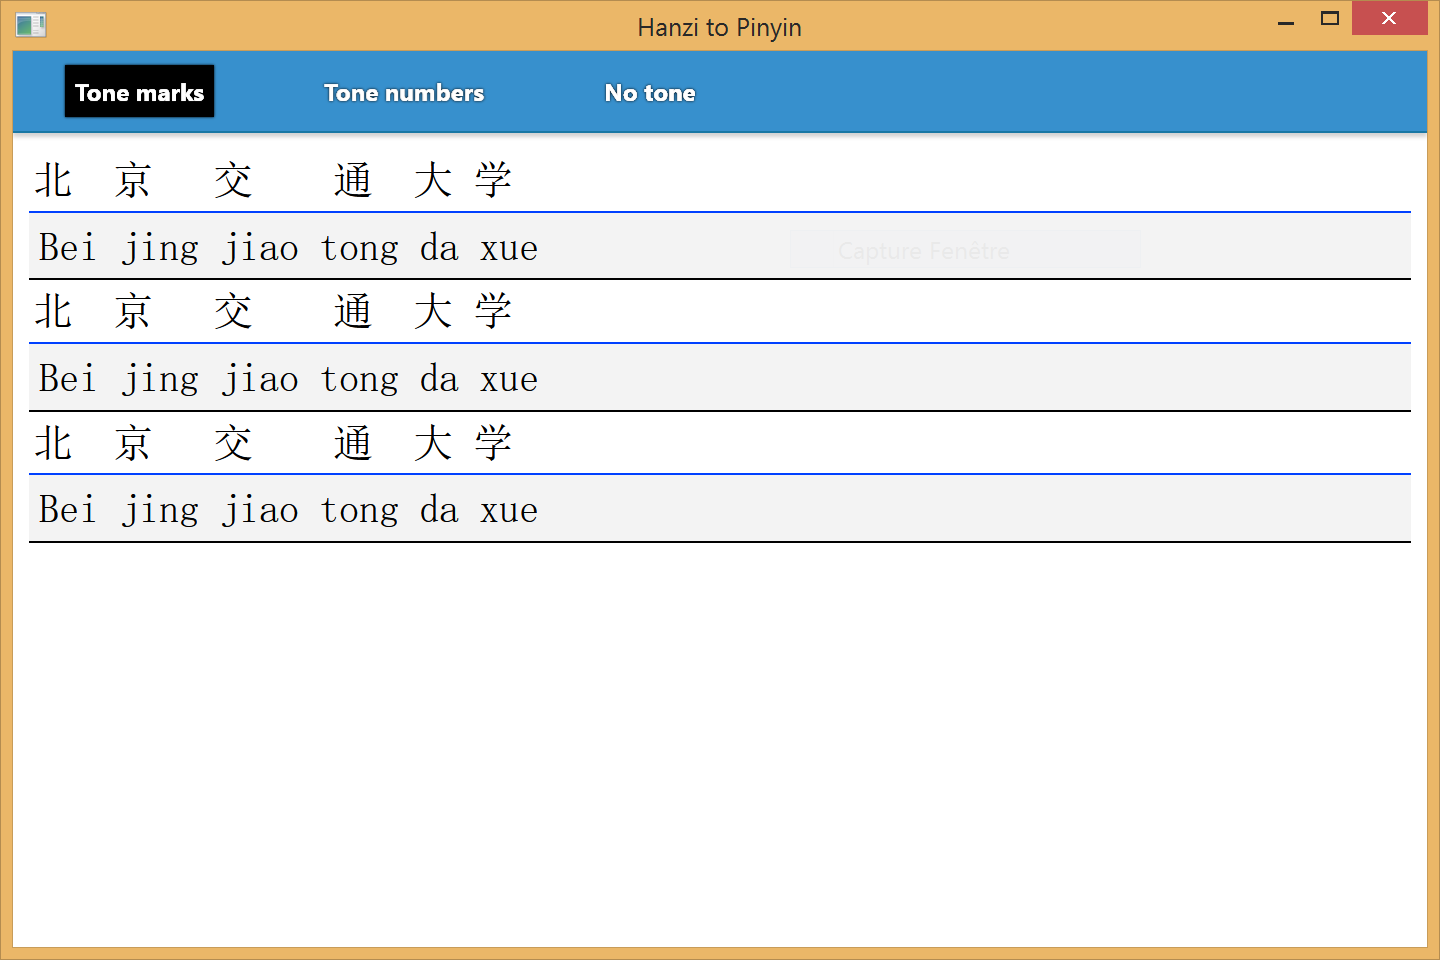 Hanzi to Pinyin
Tone marks Tone numbers No tone
北 京 交 通 大 学
Bei jing jiao tong da xue
Capture Fenêtre
北 京 交 通 大 学
Bei jing jiao tong da xue
北 京 交 通 大 学
Bei jing jiao tong da xue